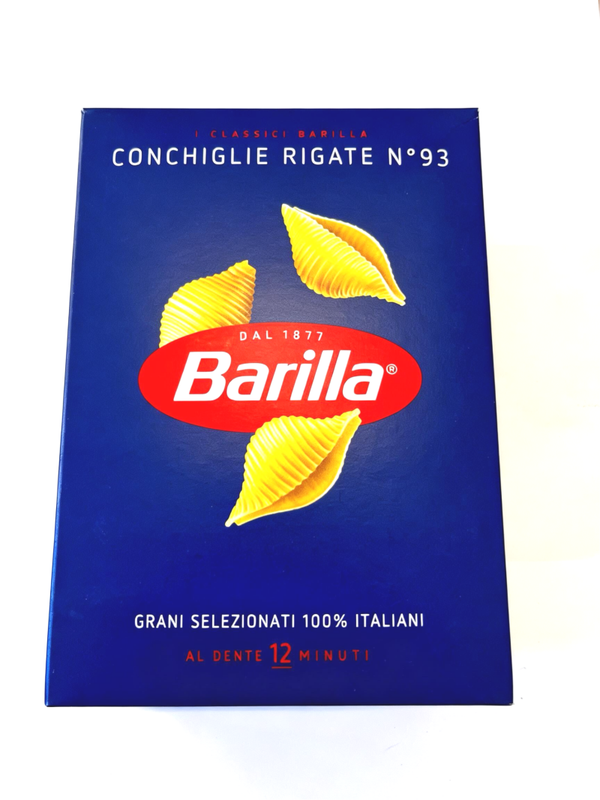 I CLASSICI BARILLA
CONCHIGLIE RIGATE N°93
DAL 1877
Barilla®
GRANI SELEZIONATI 100% ITALIANI
AL DENTE 12 MINUTI